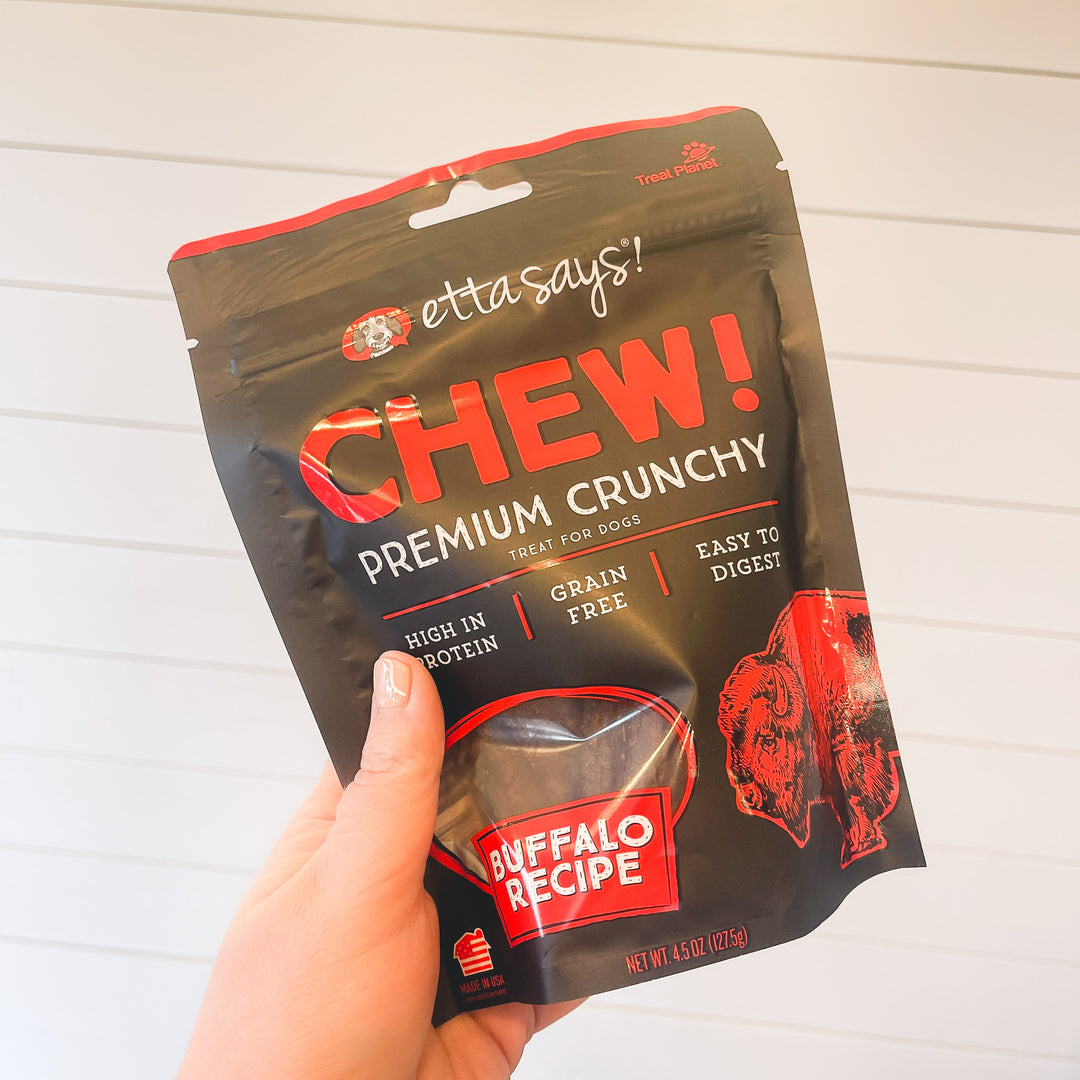 Treat Planet
etta says!®
CHEW!
PREMIUM CRUNCHY
TREAT FOR DOGS
HIGH IN
PROTEIN
GRAIN
FREE
EASY TO
DIGEST
BUFFALO
RECIPE
MADE IN USA
NET WT. 4.5 OZ (127.5g)